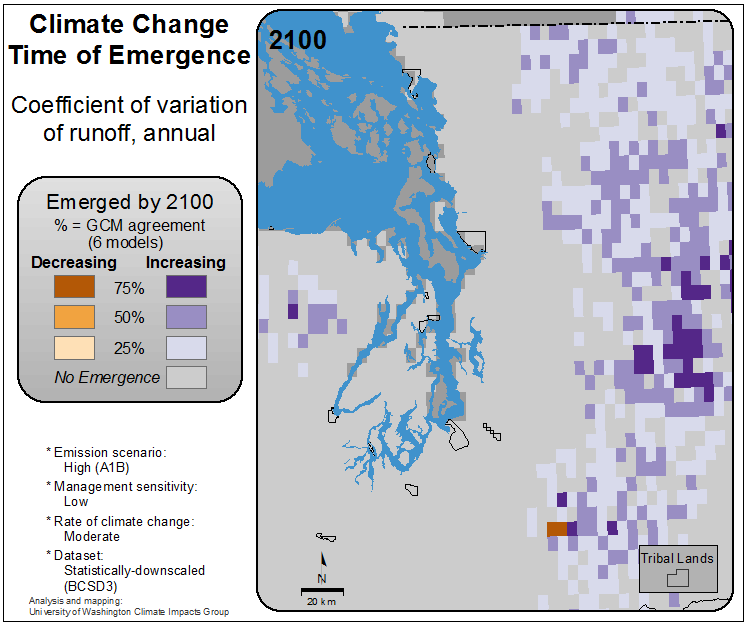 Climate Change
Time of Emergence
Coefficient of variation
of runoff, annual
Emerged by 2100
% = GCM agreement
(6 models)
Decreasing Increasing
75%
50%
25%
No Emergence
* Emission scenario:
High (A1B)
* Management sensitivity:
Low
* Rate of climate change:
Moderate
* Dataset:
Statistically-downscaled
(BCSD3)
Analysis and mapping:
University of Washington Climate Impacts Group
2100
N
20 km
Tribal Lands